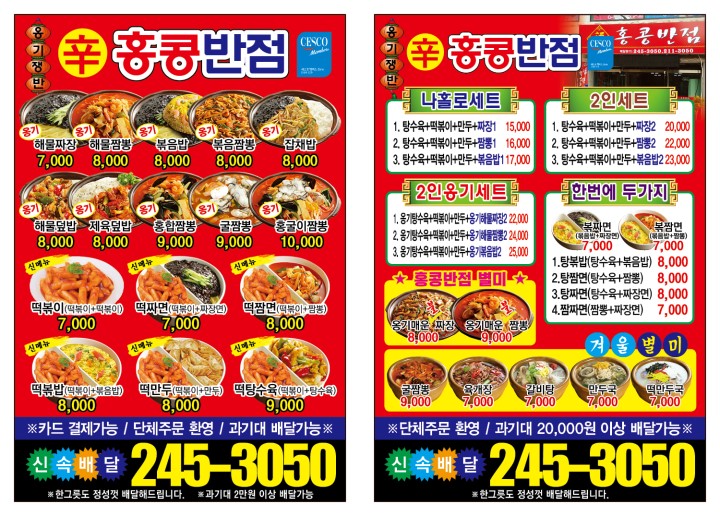 옹기쟁반
辛 홍콩반점
CESCO
Members
옹기 옹기 옹기 옹기 옹기
해물짜장 해물짬뽕 볶음밥 볶음짬뽕 잡채밥
7,000 8,000 8,000 8,000 8,000
옹기 옹기 옹기 옹기 옹기
해물덮밥 제육덮밥 홍합짬뽕 굴짬뽕 홍굴이짬뽕
8,000 8,000 9,000 9,000 10,000
신메뉴 신메뉴 신메뉴
떡볶이(떡볶이+떡볶이) 떡짜면(떡볶이+짜장면) 떡짬면(떡볶이+짬뽕)
7,000 7,000 8,000
신메뉴 신메뉴 신메뉴
떡볶밥(떡볶이+볶음밥) 떡만두(떡볶이+만두) 떡탕수육(떡볶이+탕수육)
8,000 8,000 9,000
※카드 결제가능 / 단체주문 환영 / 과기대 배달가능※
신속배달 245-3050
※한그릇도 정성껏 배달해드립니다. ※과기대 2만원 이상 배달가능
옹기쟁반
辛 홍콩반점
CESCO
Members
홍콩반점
245-3050, 211-3050
나홀로세트
1. 탕수육+떡볶이+만두+짜장1 15,000
2. 탕수육+떡볶이+만두+짬뽕1 16,000
3. 탕수육+떡볶이+만두+볶음밥1 17,000
2인세트
1. 탕수육+떡볶이+만두+짜장2 20,000
2. 탕수육+떡볶이+만두+짬뽕2 22,000
3. 탕수육+떡볶이+만두+볶음밥2 23,000
2인옹기세트
1. 옹기탕수육+떡볶이+만두+옹기해물짜장2 22,000
2. 옹기탕수육+떡볶이+만두+옹기해물짬뽕2 24,000
3. 옹기탕수육+떡볶이+만두+옹기볶음밥2 25,000
한번에 두가지
볶짜면 볶짬면
(볶음밥+짜장면) (볶음밥+짬뽕)
7,000 7,000
1.탕볶밥(탕수육+볶음밥) 8,000
2.탕짬면(탕수육+짬뽕) 8,000
3.탕짜면(탕수육+짜장면) 8,000
4.짬짜면(짬뽕+짜장면) 7,000
★ 홍콩반점 별미 ★
옹기매운 짜장 옹기매운 짬뽕
8,000 9,000
겨울별미
굴짬뽕 육개장 갈비탕 만두국 떡만두국
9,000 7,000 7,000 7,000 7,000
※단체주문 환영 / 과기대 20,000원 이상 배달가능※
신속배달 245-3050
※한그릇도 정성껏 배달해드립니다.